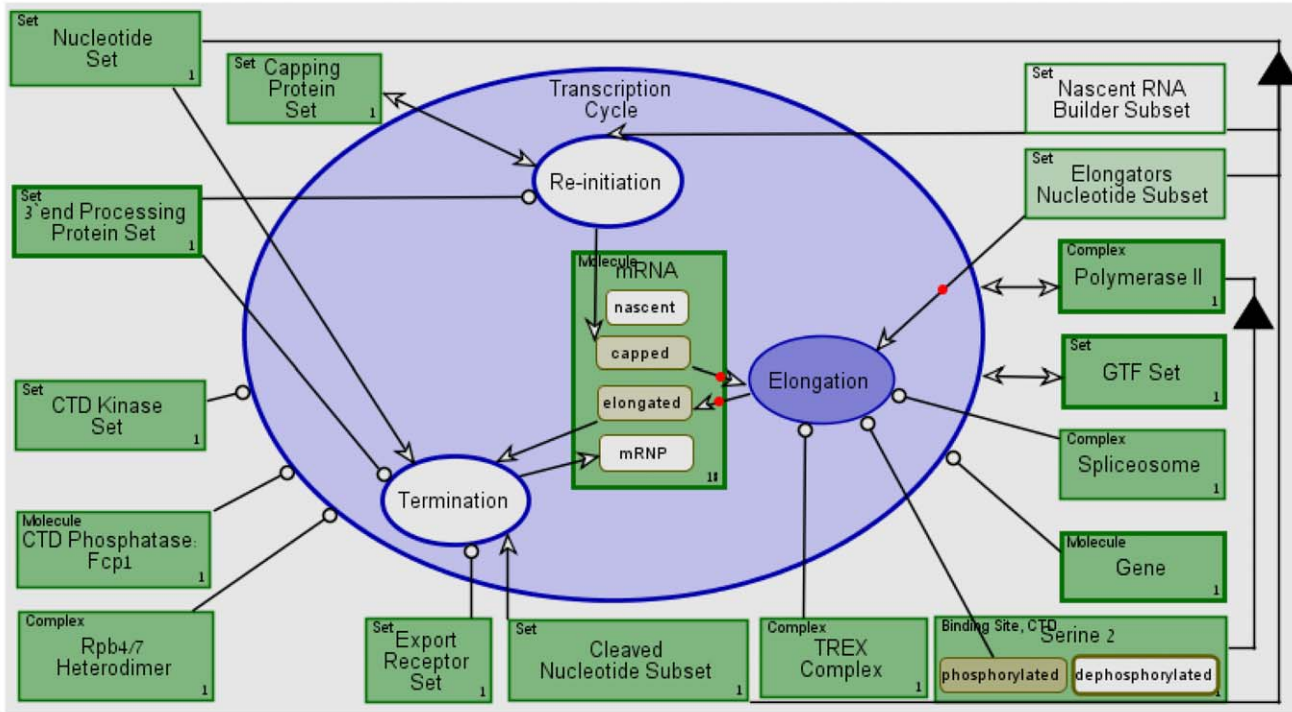 Set
Nucleotide
Set
1
Set
Capping
Protein
Set
1
Transcription
Cycle
Set
Nascent RNA
Builder Subset
1
Re-initiation
Set
Elongators
Nucleotide Subset
1
Set
3`end Processing
Protein Set
1
Complex
Polymerase II
1
Molecule
mRNA
nascent
capped
elongated
mRNP
Elongation
Set
GTF Set
1
Set
CTD Kinase
Set
1
Complex
Spliceosome
1
Termination
Molecule
CTD Phosphatase:
Fcp1
1
Molecule
Gene
1
Complex
Rpb4/7
Heterodimer
1
Set
Export
Receptor
Set
1
Set
Cleaved
Nucleotide Subset
1
Complex
TREX
Complex
1
Binding Site, CTD
Serine 2
phosphorylated
dephosphorylated
1